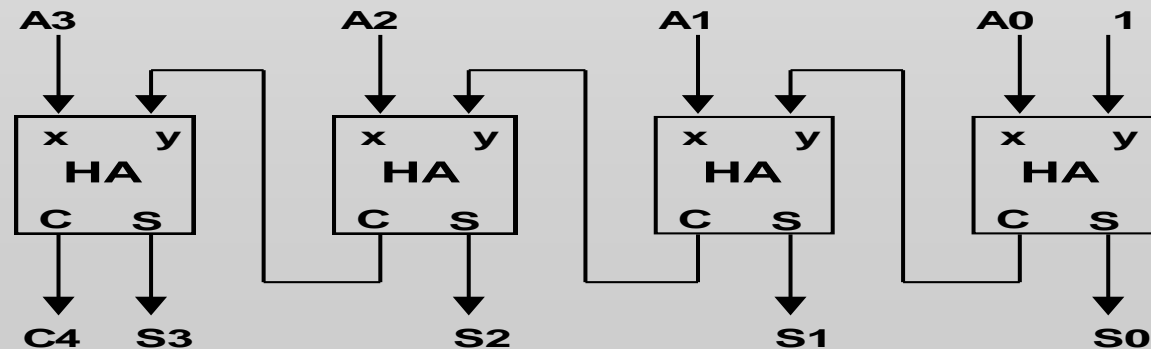 A3 A2 A1 A0 1
x y x y x y x y
HA HA HA HA
C S C S C S C S
C4 S3 S2 S1 S0